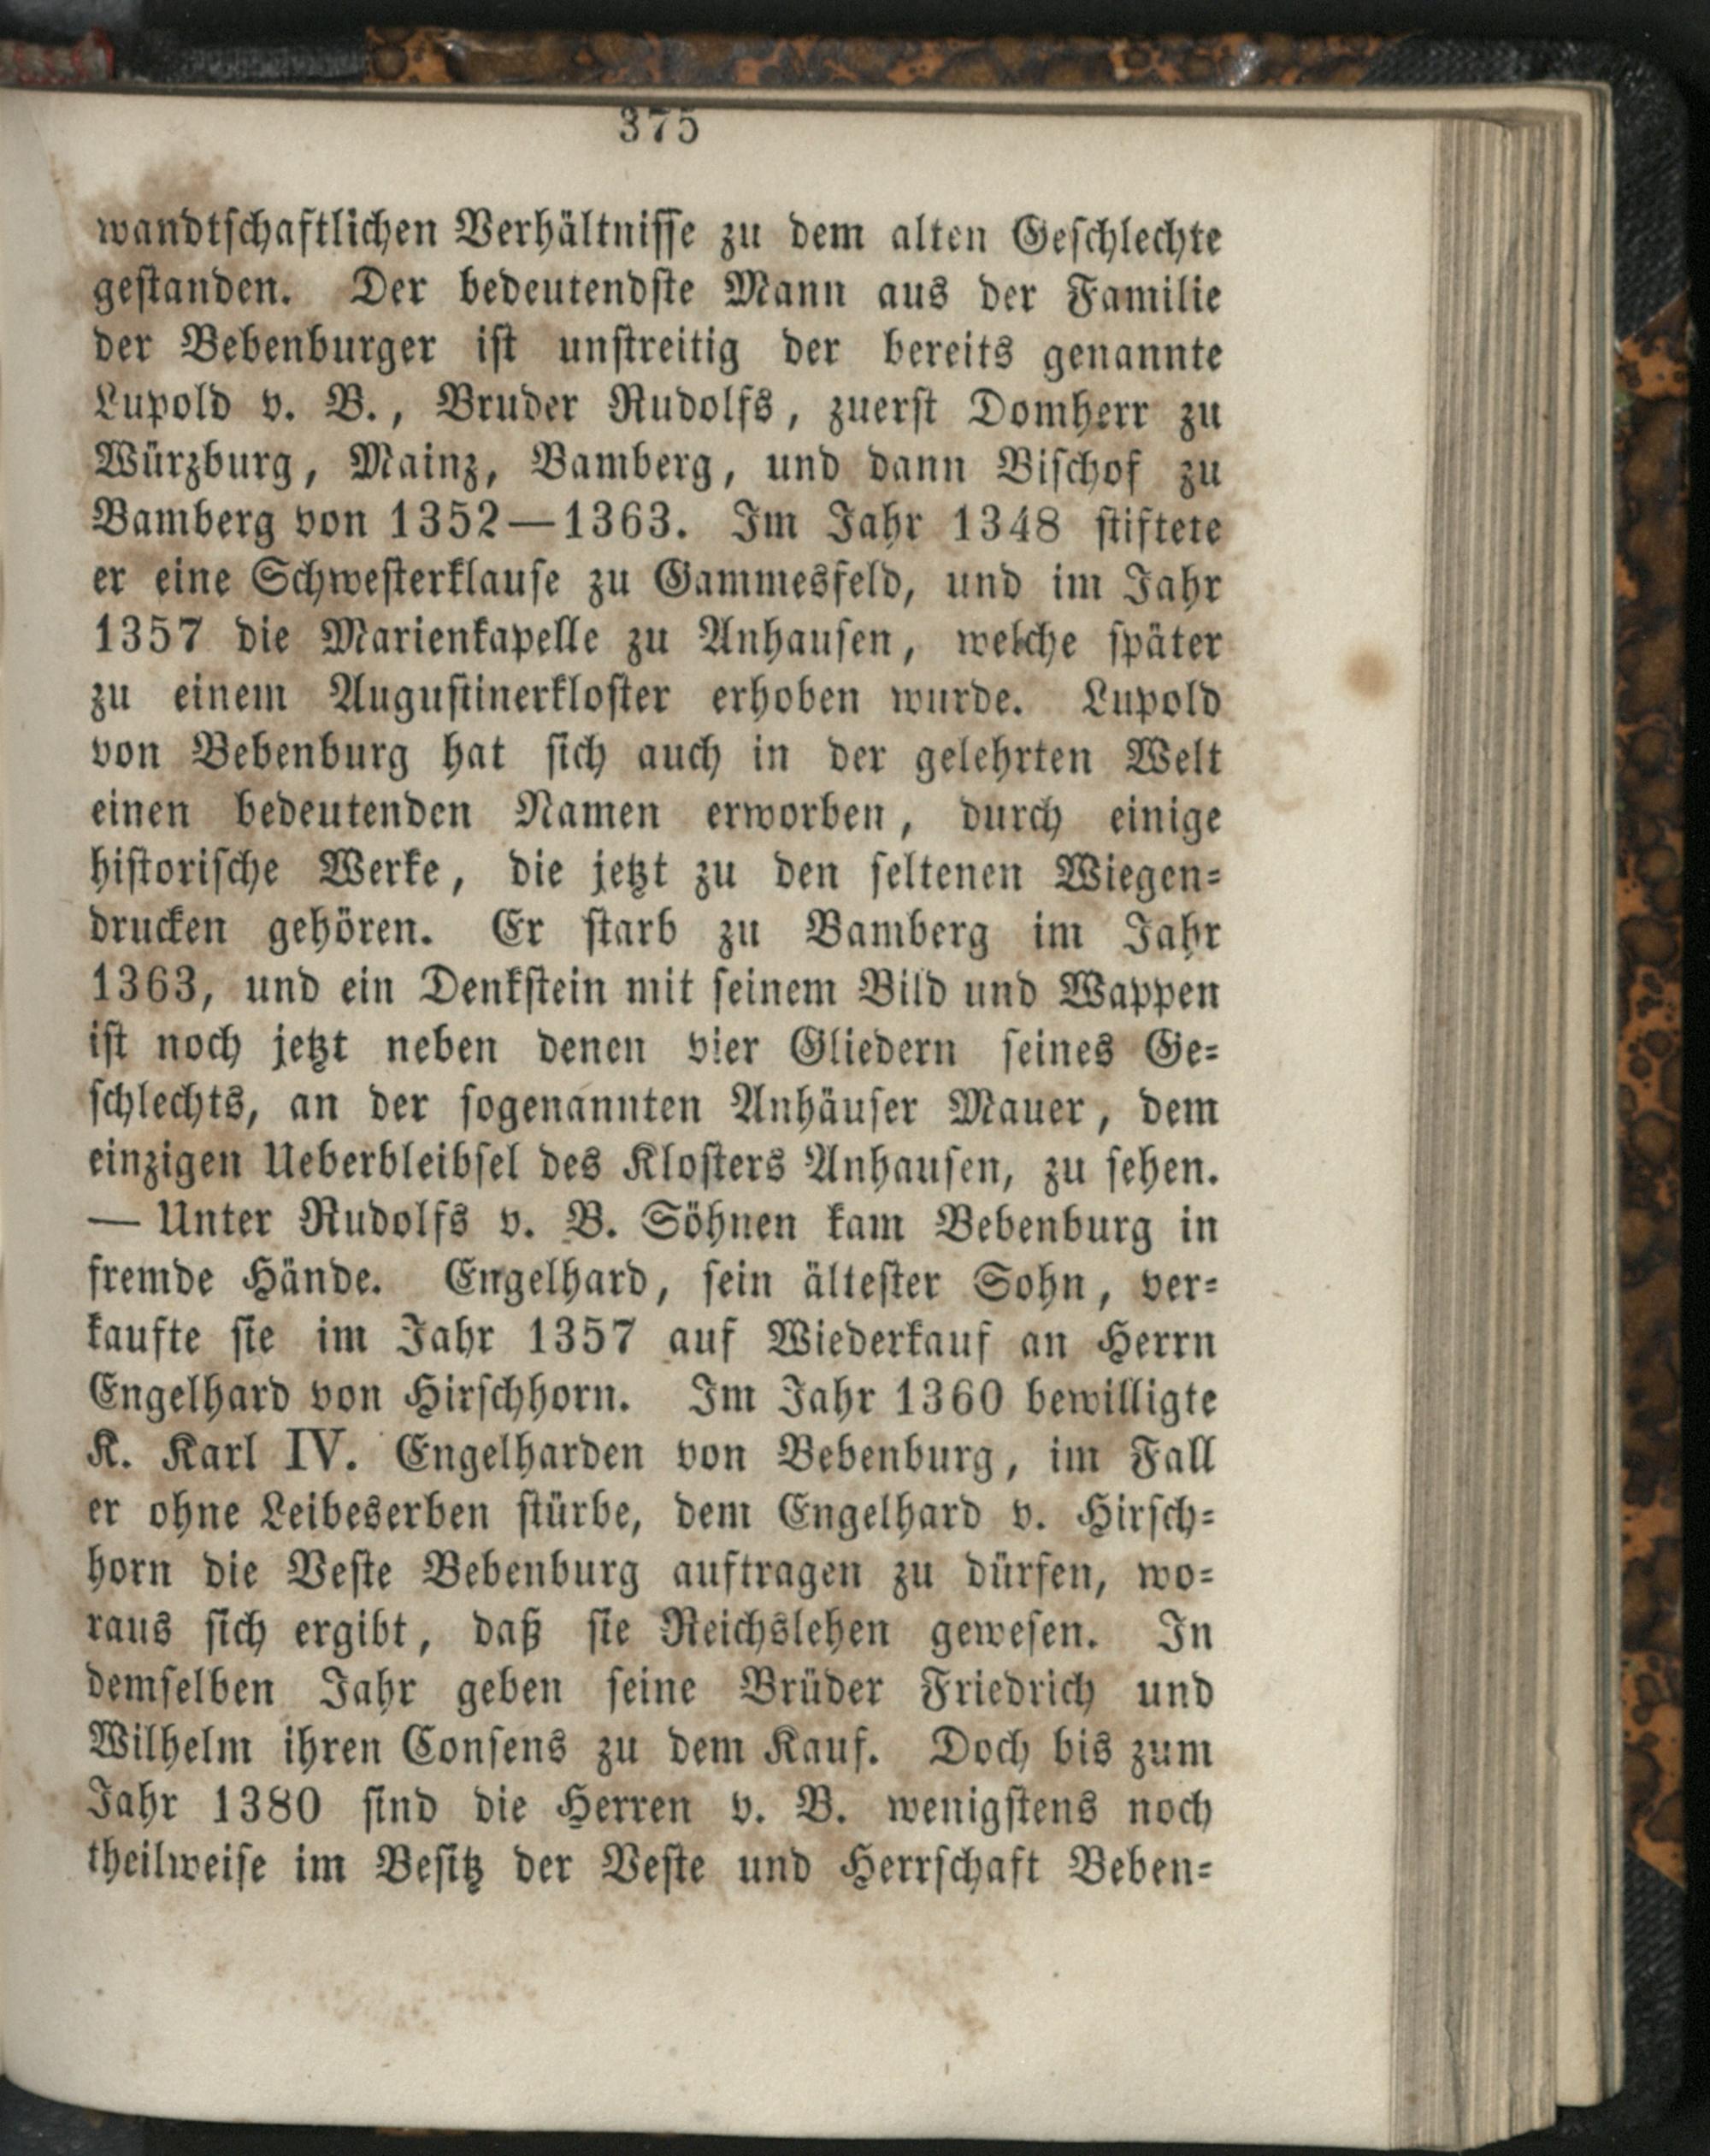 375
wandtschaftlichen Verhältnisse zu dem alten Geschlechte
gestanden. Der bedeutendste Mann aus der Familie
der Bebenburger ist unstreitig der bereits genannte
Lupold v. B., Bruder Rudolfs, zuerst Domherr zu
Würzburg, Mainz, Bamberg, und dann Bischof zu
Bamberg von 1352—1363. Im Jahr 1348 stiftete
er eine Schwesterklause zu Gammesfeld, und im Jahr
1357 die Marienkapelle zu Anhausen, welche später
zu einem Augustinerkloster erhoben wurde. Lupold
von Bebenburg hat sich auch in der gelehrten Welt
einen bedeutenden Namen erworben, durch einige
historische Werke, die jetzt zu den seltenen Wiegen-
drucken gehören. Er starb zu Bamberg im Jahr
1363, und ein Denkstein mit seinem Bild und Wappen
ist noch jetzt neben denen vier Gliedern seines Ge-
schlechts, an der sogenannten Anhäuser Mauer, dem
einzigen Ueberbleibsel des Klosters Anhausen, zu sehen.
— Unter Rudolfs v. B. Söhnen kam Bebenburg in
fremde Hände. Engelhard, sein ältester Sohn, ver-
kaufte sie im Jahr 1357 auf Wiederkauf an Herrn
Engelhard von Hirschhorn. Im Jahr 1360 bewilligte
K. Karl IV. Engelharden von Bebenburg, im Fall
er ohne Leibeserben stürbe, dem Engelhard v. Hirsch-
horn die Veste Bebenburg auftragen zu dürfen, wo-
raus sich ergibt, daß sie Reichslehen gewesen. In
demselben Jahr geben seine Brüder Friedrich und
Wilhelm ihren Consens zu dem Kauf. Doch bis zum
Jahr 1380 sind die Herren v. B. wenigstens noch
theilweise im Besitz der Veste und Herrschaft Beben-